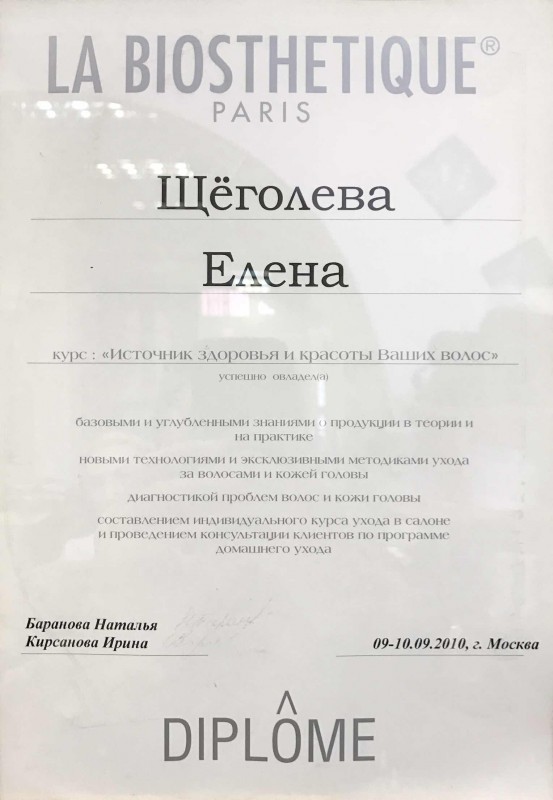 LA BIOSTHETIQUE®
PARIS
Щёголева
Елена
курс : «Источник здоровья и красоты Ваших волос»
успешно овладел(а)
базовыми и углубленными знаниями о продукции в теории и
на практике
новыми технологиями и эксклюзивными методиками ухода
за волосами и кожей головы
диагностикой проблем волос и кожи головы
составлением индивидуального курса ухода в салоне
и проведением консультации клиентов по программе
домашнего ухода
Баранова Наталья
Кирсанова Ирина
09-10.09.2010, г. Москва
DIPLÔME